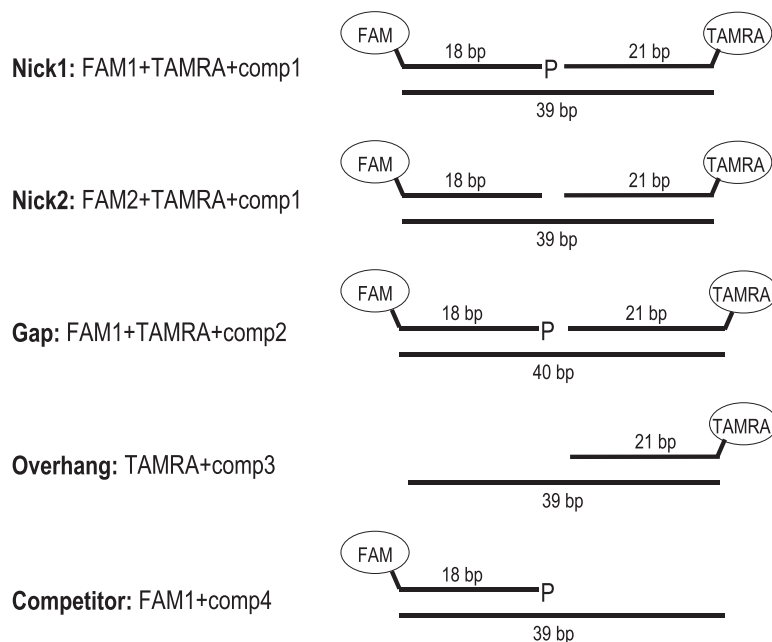 FAM TAMRA
18 bp 21 bp
Nick1: FAM1+TAMRA+comp1 P
39 bp
FAM TAMRA
18 bp 21 bp
Nick2: FAM2+TAMRA+comp1
39 bp
FAM TAMRA
18 bp 21 bp
Gap: FAM1+TAMRA+comp2 P
40 bp
TAMRA
21 bp
Overhang: TAMRA+comp3
39 bp
FAM
18 bp
Competitor: FAM1+comp4 P
39 bp